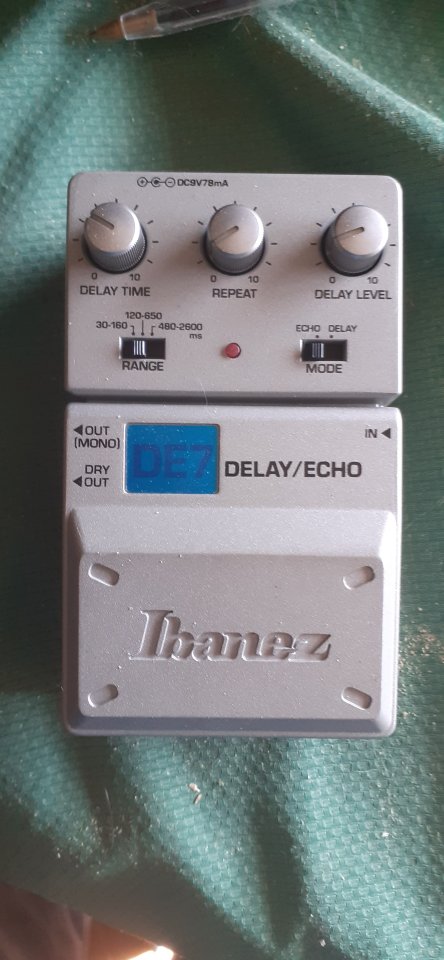 DC9V78mA
0 10 0 10 0 10
DELAY TIME REPEAT DELAY LEVEL
120-650
30-160 480-2600
ms
RANGE
ECHO DELAY
MODE
OUT
(MONO)
DRY
OUT
DE7
DELAY/ECHO
IN
Ibanez